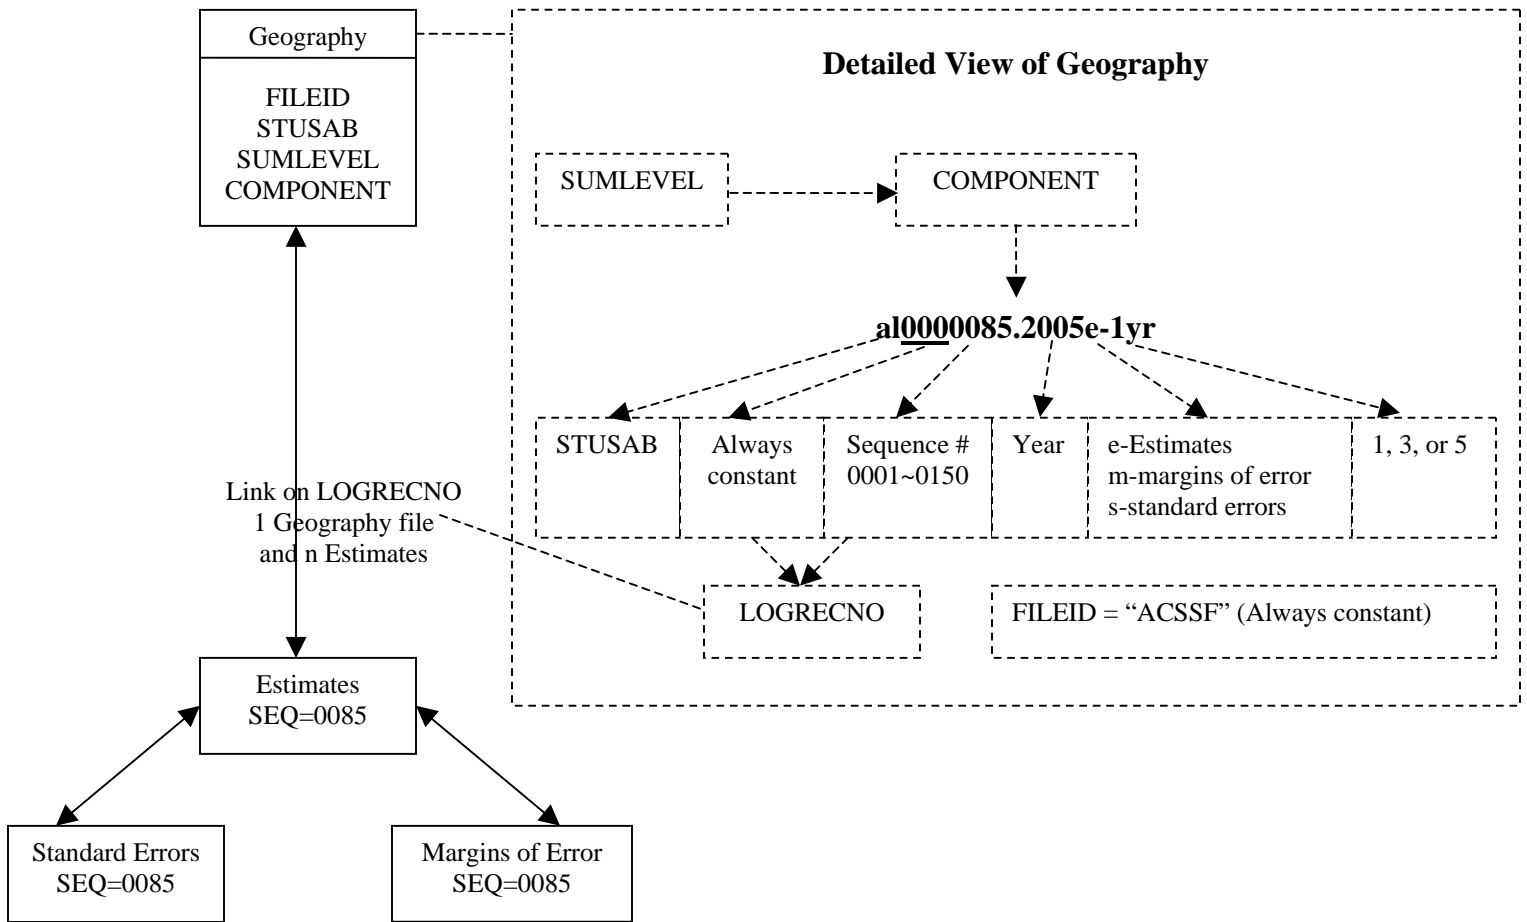 Geography
FILEID
STUSAB
SUMLEVEL
COMPONENT
Detailed View of Geography
SUMLEVEL
COMPONENT
al0000085.2005e-1yr
STUSAB
Always
constant
Sequence #
0001~0150
Year
e-Estimates
m-margins of error
s-standard errors
1, 3, or 5
Link on LOGRECNO
1 Geography file
and n Estimates
LOGRECNO
FILEID = “ACSSF” (Always constant)
Estimates
SEQ=0085
Standard Errors
SEQ=0085
Margins of Error
SEQ=0085